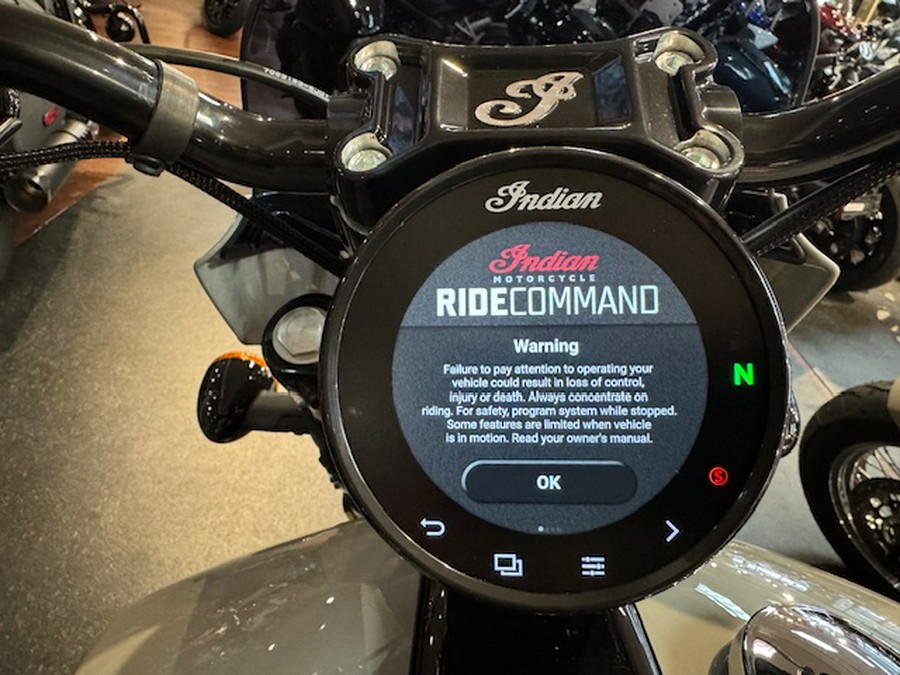 Indian
Indian
MOTORCYCLE
RIDECOMMAND
Warning
Failure to pay attention to operating your
vehicle could result in loss of control,
injury or death. Always concentrate on
riding. For safety, program system while stopped.
Some features are limited when vehicle
is in motion. Read your owner's manual.
OK
N
S